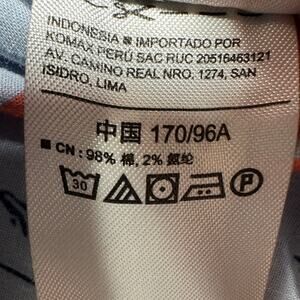 INDONESIA ■ IMPORTADO POR
KOMAX PERU SAC RUC 20516463121
AV. CAMINO REAL NRO. 1274, SAN
ISIDRO, LIMA
中国 170/96A
■ CN : 98% 棉, 2% 氨纶
30
P